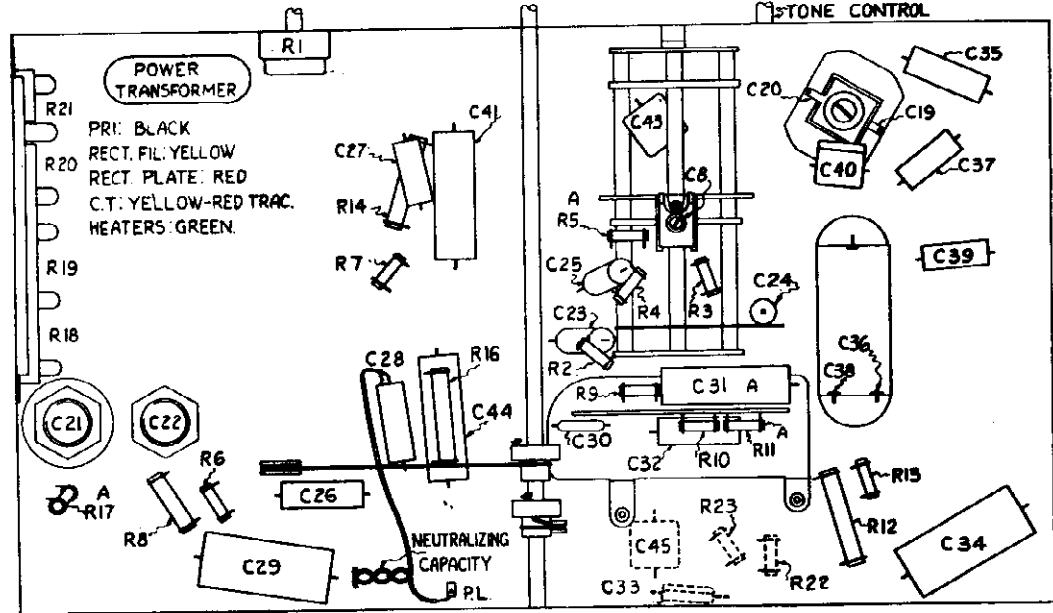 TONE CONTROL
R1
POWER
TRANSFORMER
PRI: BLACK
RECT. FIL: YELLOW
RECT. PLATE: RED
C.T: YELLOW-RED TRAC.
HEATERS: GREEN.
R21
R20
R19
R18
C41
C27
R14
R7
C43
C8
A
R5
C25
R4
R3
C24
C23
R2
C20
C19
C40
C35
C37
C39
C36
C38
C21
C22
C28
R16
C44
R9
C31 A
C30
C32
R10
R11
A
A
R17
R8
R6
C26
C29
NEUTRALIZING
CAPACITY
P.L.
R13
R12
C34
R23
C45
R22
C33